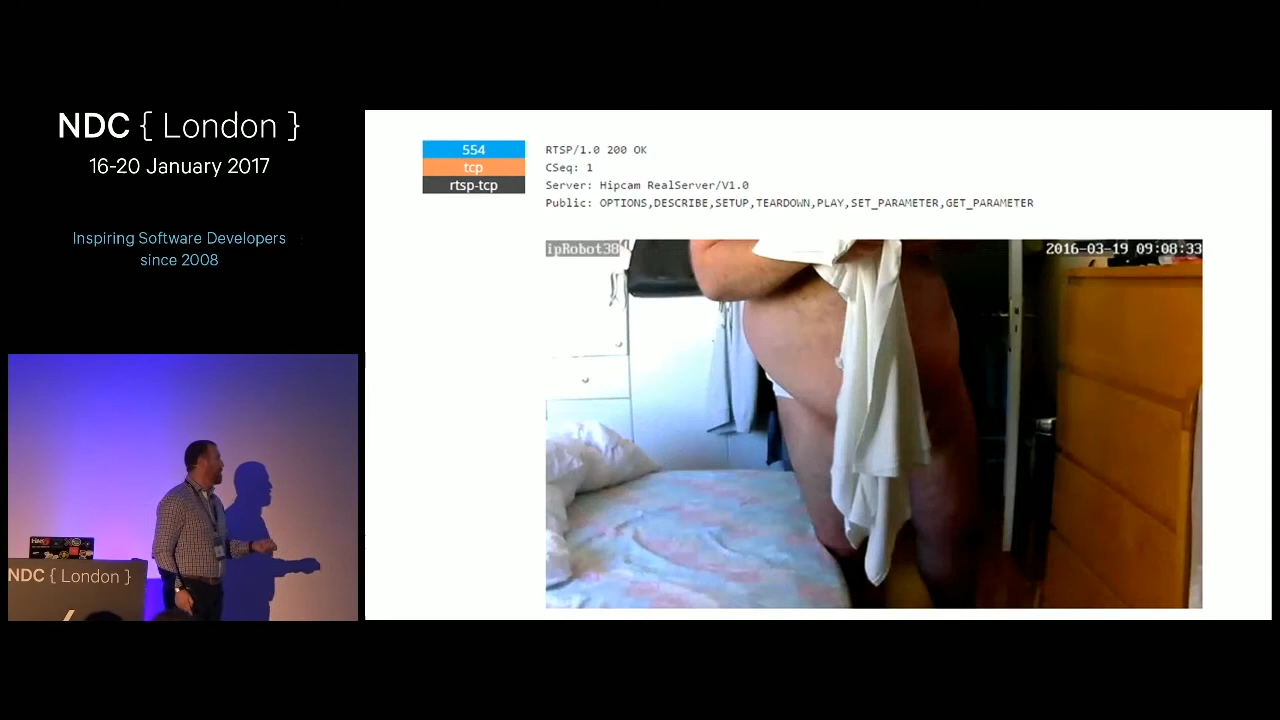 NDC { London }
16-20 January 2017
Inspiring Software Developers
since 2008
554
tcp
rtsp-tcp
RTSP/1.0 200 OK
CSeq: 1
Server: Hipcam RealServer/V1.0
Public: OPTIONS,DESCRIBE,SETUP,TEARDOWN,PLAY,SET_PARAMETER,GET_PARAMETER
ipRobot38
2016-03-19 09:08:33
NDC { London }